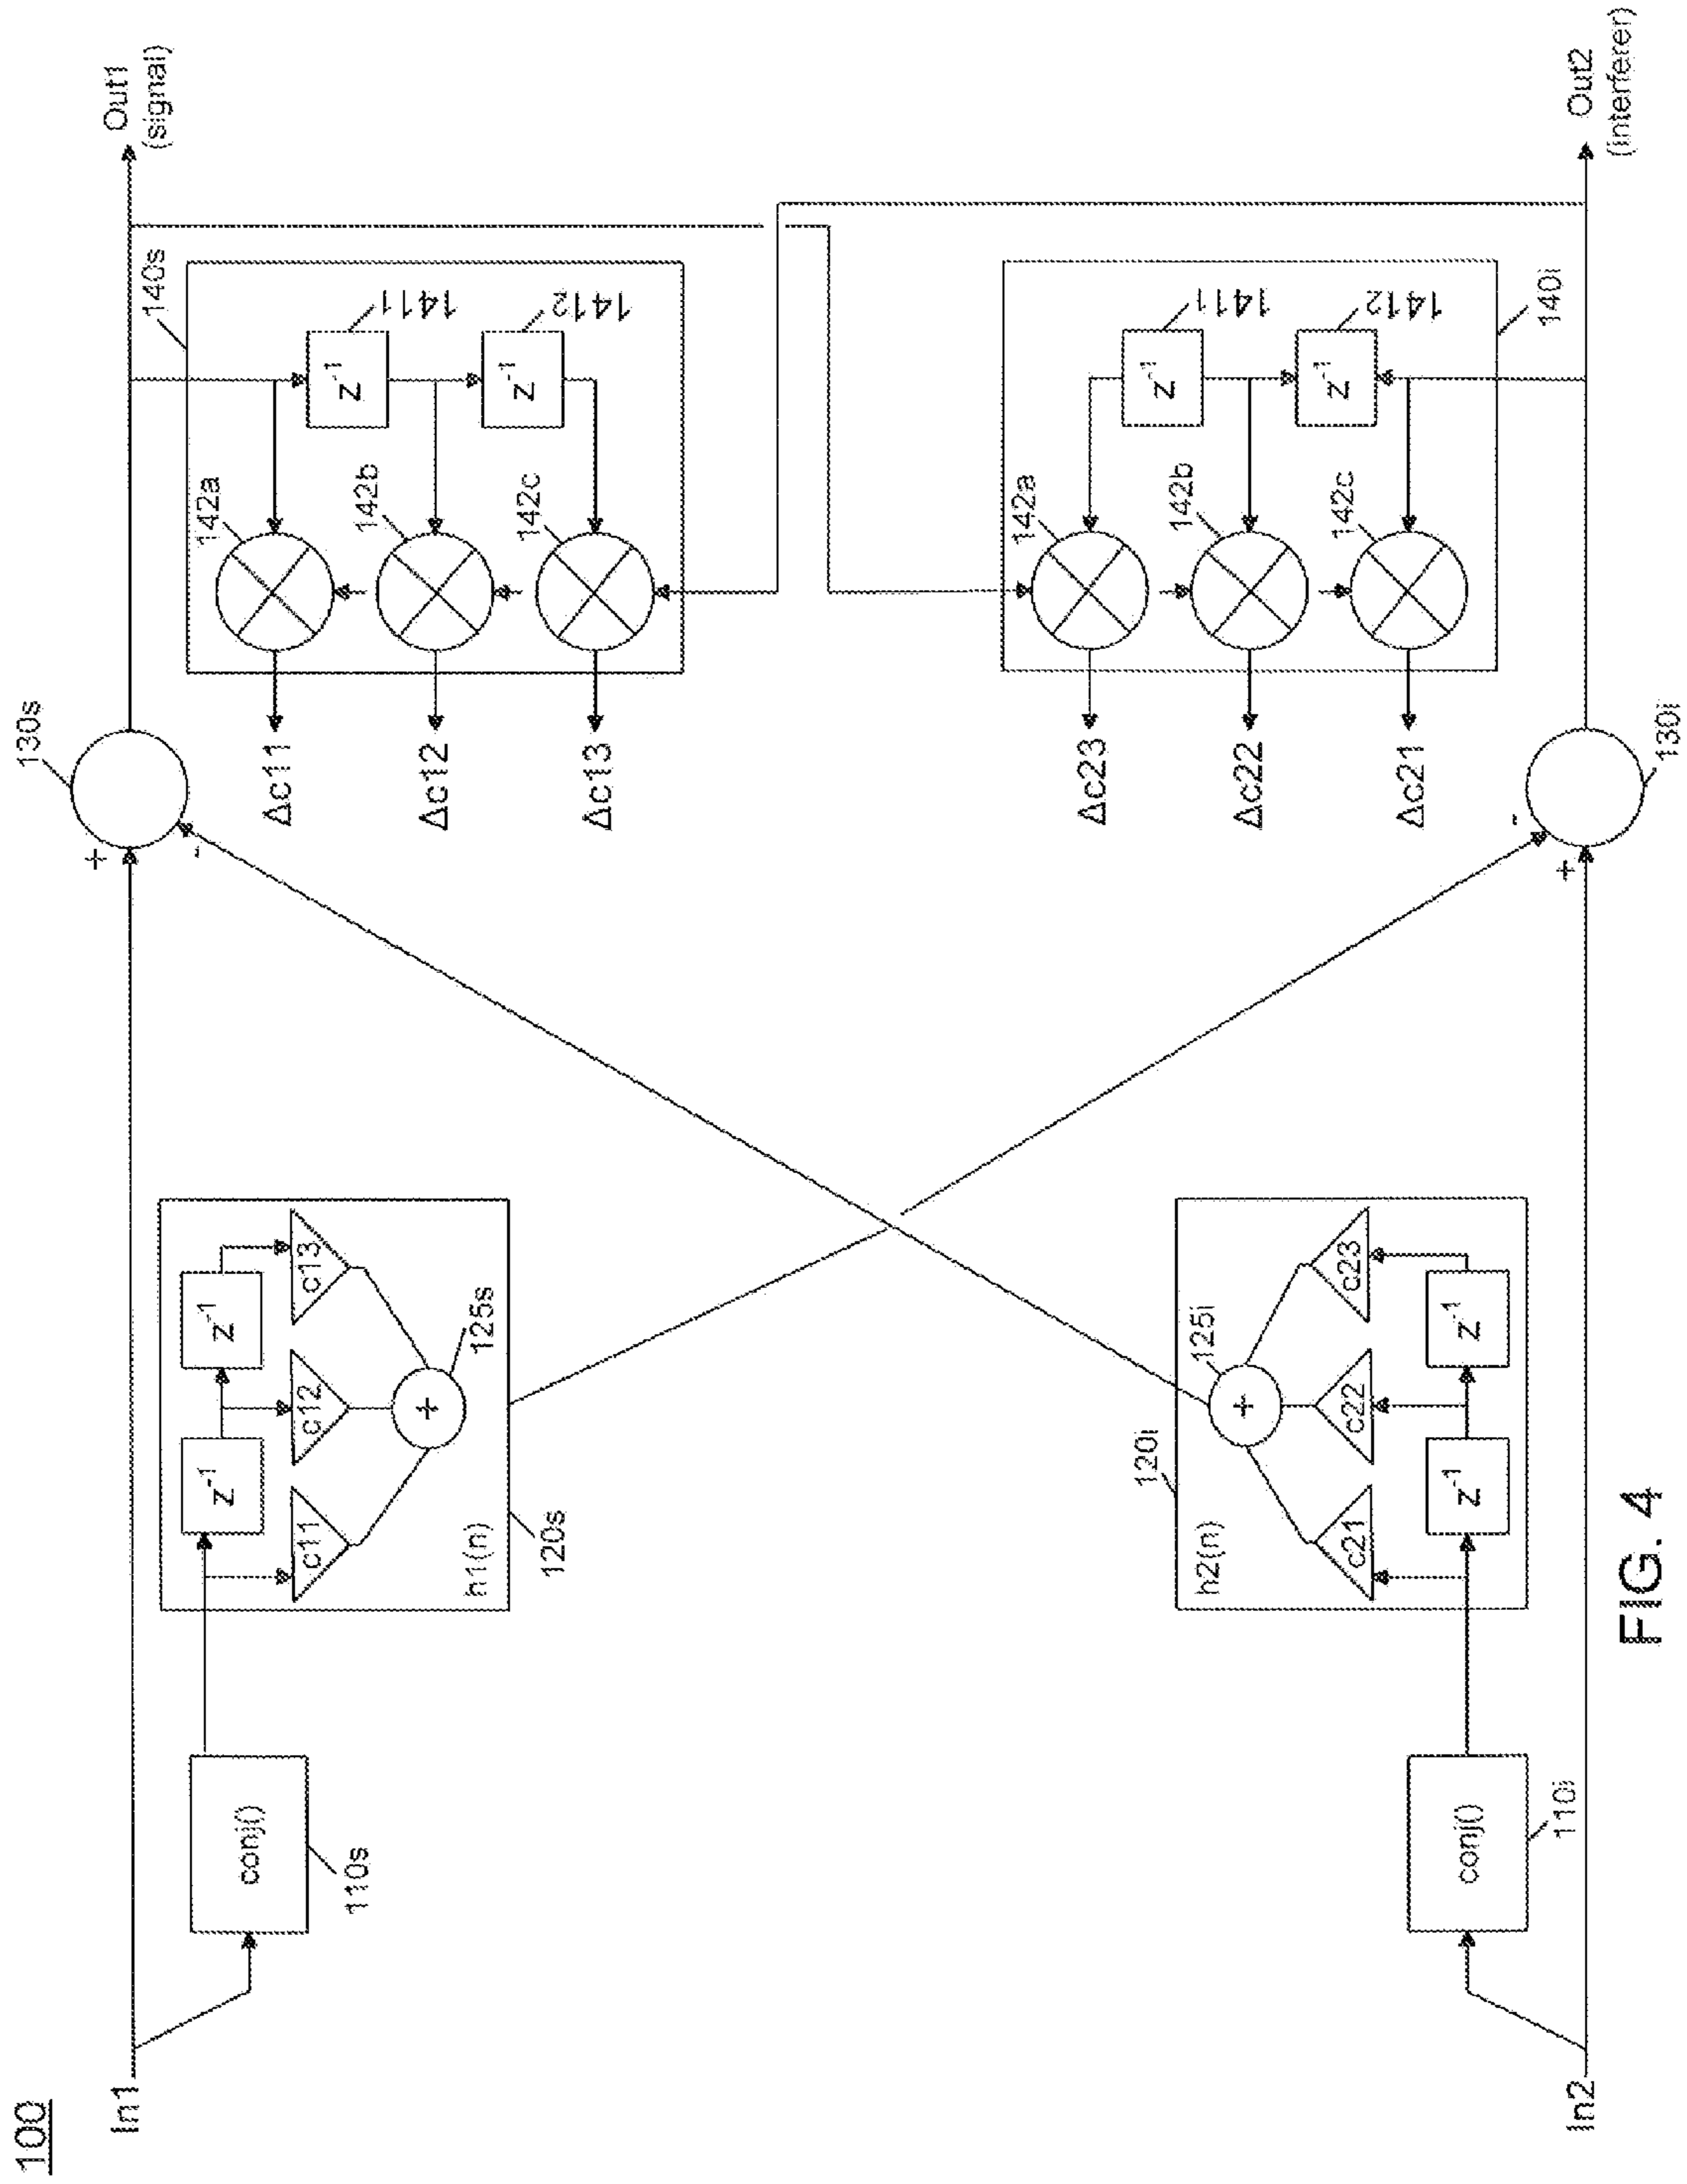 100
In1
Out1
(signal)
130s
+
-
140s
142a
142b
142c
z⁻¹
1411
z⁻¹
1412
Δc11
Δc12
Δc13
conj()
110s
z⁻¹
z⁻¹
c11
c12
c13
+
125s
h1(n)
120s
120i
h2(n)
125i
+
c21
c22
c23
z⁻¹
z⁻¹
conj()
110i
142a
142b
142c
z⁻¹
1411
z⁻¹
1412
Δc23
Δc22
Δc21
140i
-
+
130i
In2
Out2
(interferer)
FIG. 4